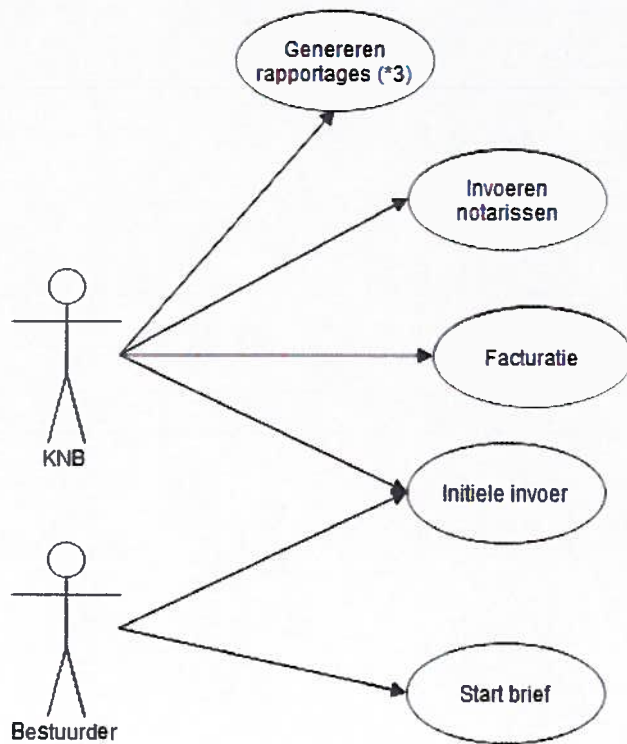 Genereren
rapportages (*3)
Invoeren
notarissen
Facturatie
KNB
Initiele invoer
Start brief
Bestuurder